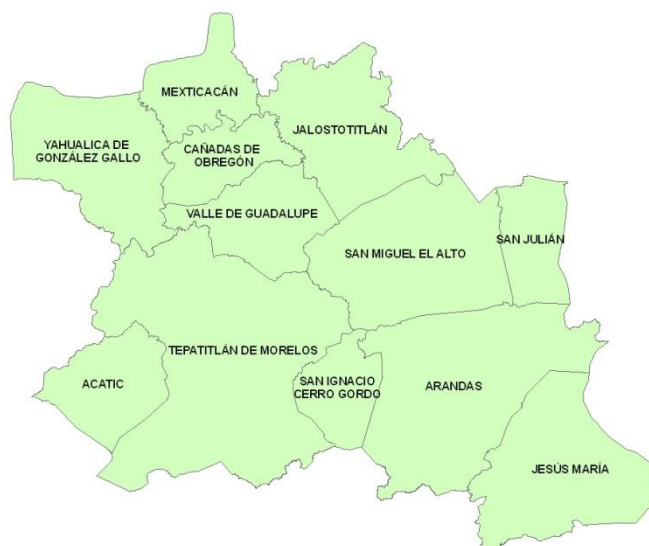 MEXTICACÁN
JALOSTOTITLÁN
YAHUALICA DE
GONZÁLEZ GALLO
CAÑADAS DE
OBREGÓN
VALLE DE GUADALUPE
SAN MIGUEL EL ALTO
SAN JULIÁN
TEPATITLÁN DE MORELOS
ACATIC
SAN IGNACIO
CERRO GORDO
ARANDAS
JESÚS MARÍA